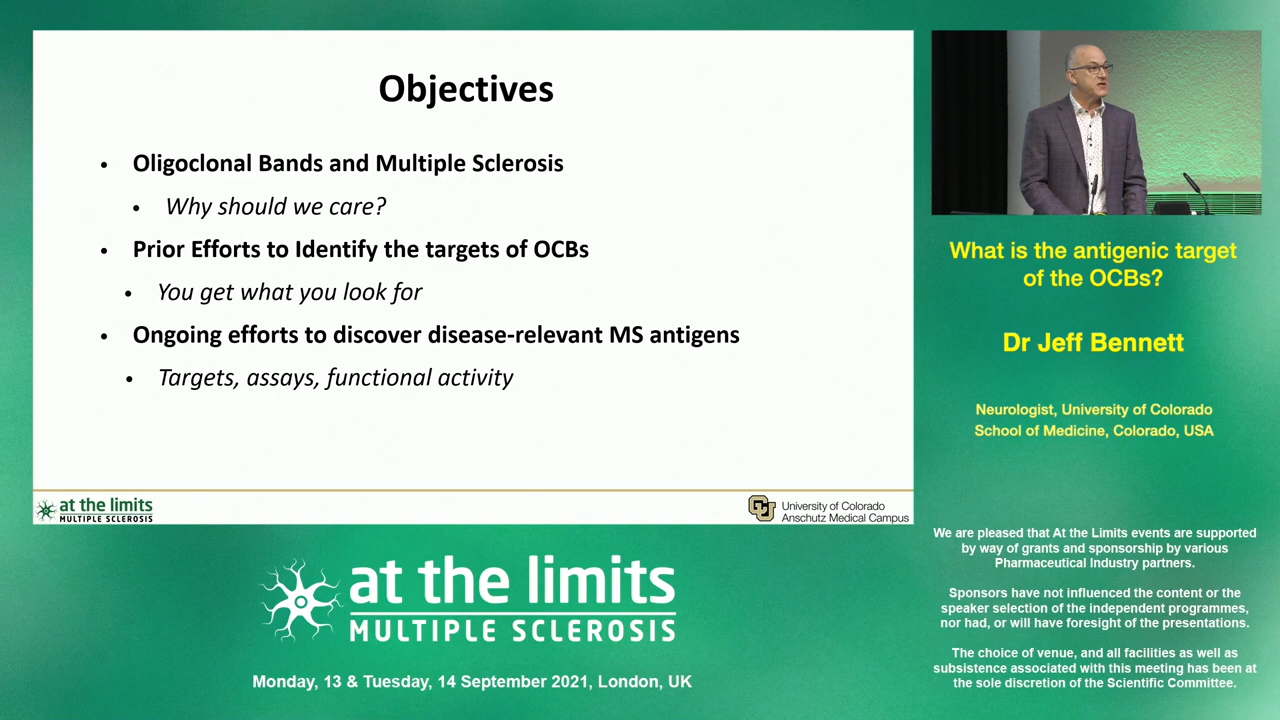 Objectives
• Oligoclonal Bands and Multiple Sclerosis
• Why should we care?
• Prior Efforts to Identify the targets of OCBs
• You get what you look for
• Ongoing efforts to discover disease-relevant MS antigens
• Targets, assays, functional activity
at the limits
MULTIPLE SCLEROSIS
CU
University of Colorado
Anschutz Medical Campus
What is the antigenic target
of the OCBs?
Dr Jeff Bennett
Neurologist, University of Colorado
School of Medicine, Colorado, USA
We are pleased that At the Limits events are supported
by way of grants and sponsorship by various
Pharmaceutical Industry partners.
Sponsors have not influenced the content or the
speaker selection of the independent programmes,
nor had, or will have foresight of the presentations.
The choice of venue, and all facilities as well as
subsistence associated with this meeting has been at
the sole discretion of the Scientific Committee.
at the limits
MULTIPLE SCLEROSIS
Monday, 13 & Tuesday, 14 September 2021, London, UK